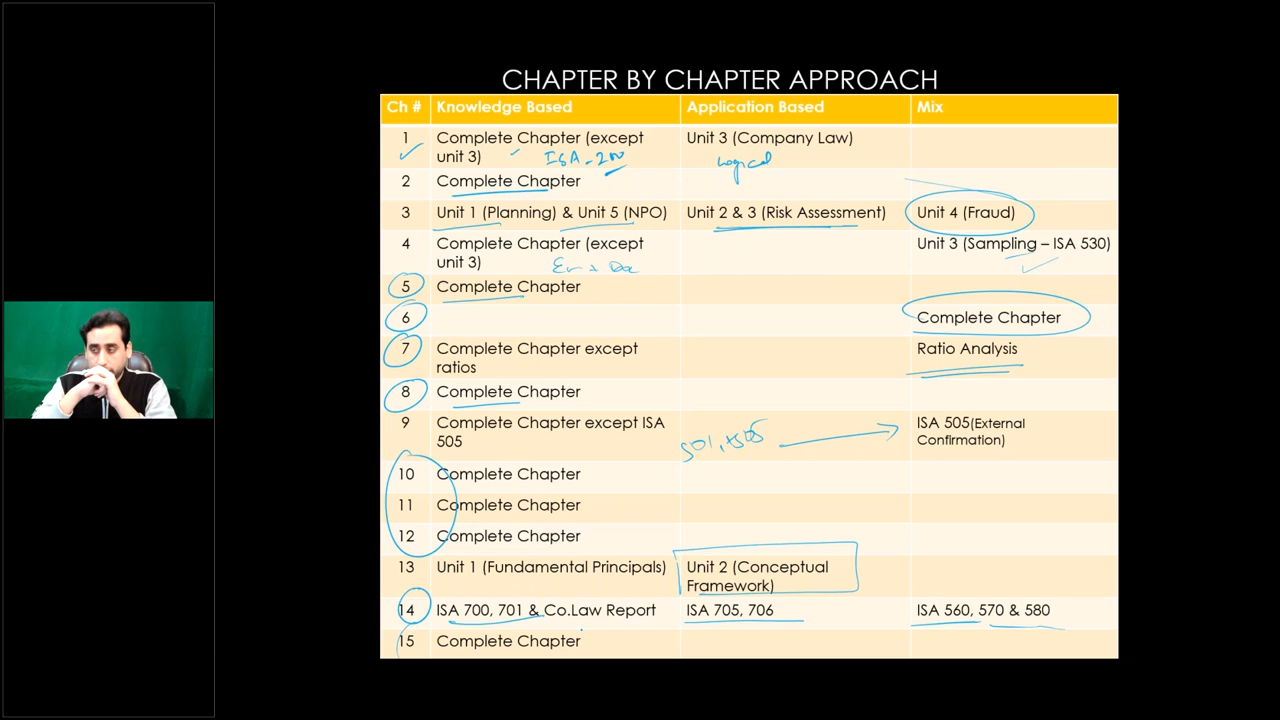 CHAPTER BY CHAPTER APPROACH
Ch # Knowledge Based Application Based Mix
1 Complete Chapter (except unit 3) Unit 3 (Company Law)
ISA - 210 Logical
2 Complete Chapter
3 Unit 1 (Planning) & Unit 5 (NPO) Unit 2 & 3 (Risk Assessment) Unit 4 (Fraud)
4 Complete Chapter (except unit 3) Unit 3 (Sampling – ISA 530)
5 Complete Chapter
6 Complete Chapter
7 Complete Chapter except ratios Ratio Analysis
8 Complete Chapter
9 Complete Chapter except ISA 505 ISA 505(External Confirmation)
10 Complete Chapter
11 Complete Chapter
12 Complete Chapter
13 Unit 1 (Fundamental Principals) Unit 2 (Conceptual Framework)
14 ISA 700, 701 & Co.Law Report ISA 705, 706 ISA 560, 570 & 580
15 Complete Chapter